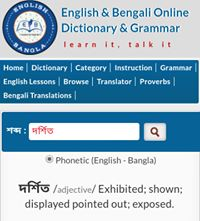 ENGLISH
BANGLA
English & Bengali Online
Dictionary & Grammar
learn it, talk it
Home | Dictionary | Category | Instruction | Grammar
English Lessons | Browse | Translator | Proverbs |
Bengali Translations |
শব্দ : দর্শিত
Phonetic (English - Bangla)
দর্শিত /adjective/ Exhibited; shown;
displayed pointed out; exposed.